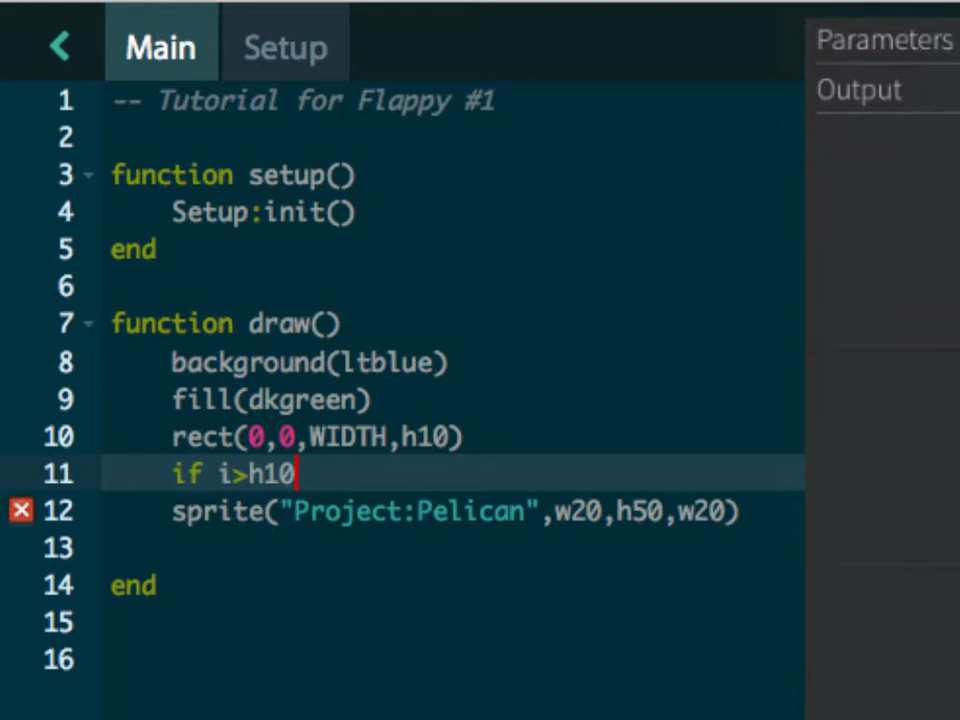 Main Setup Parameters
Output
1 -- Tutorial for Flappy #1
2
3 function setup()
4 Setup:init()
5 end
6
7 function draw()
8 background(ltblue)
9 fill(dkgreen)
10 rect(0,0,WIDTH,h10)
11 if i>h10
12 sprite("Project:Pelican",w20,h50,w20)
13
14 end
15
16